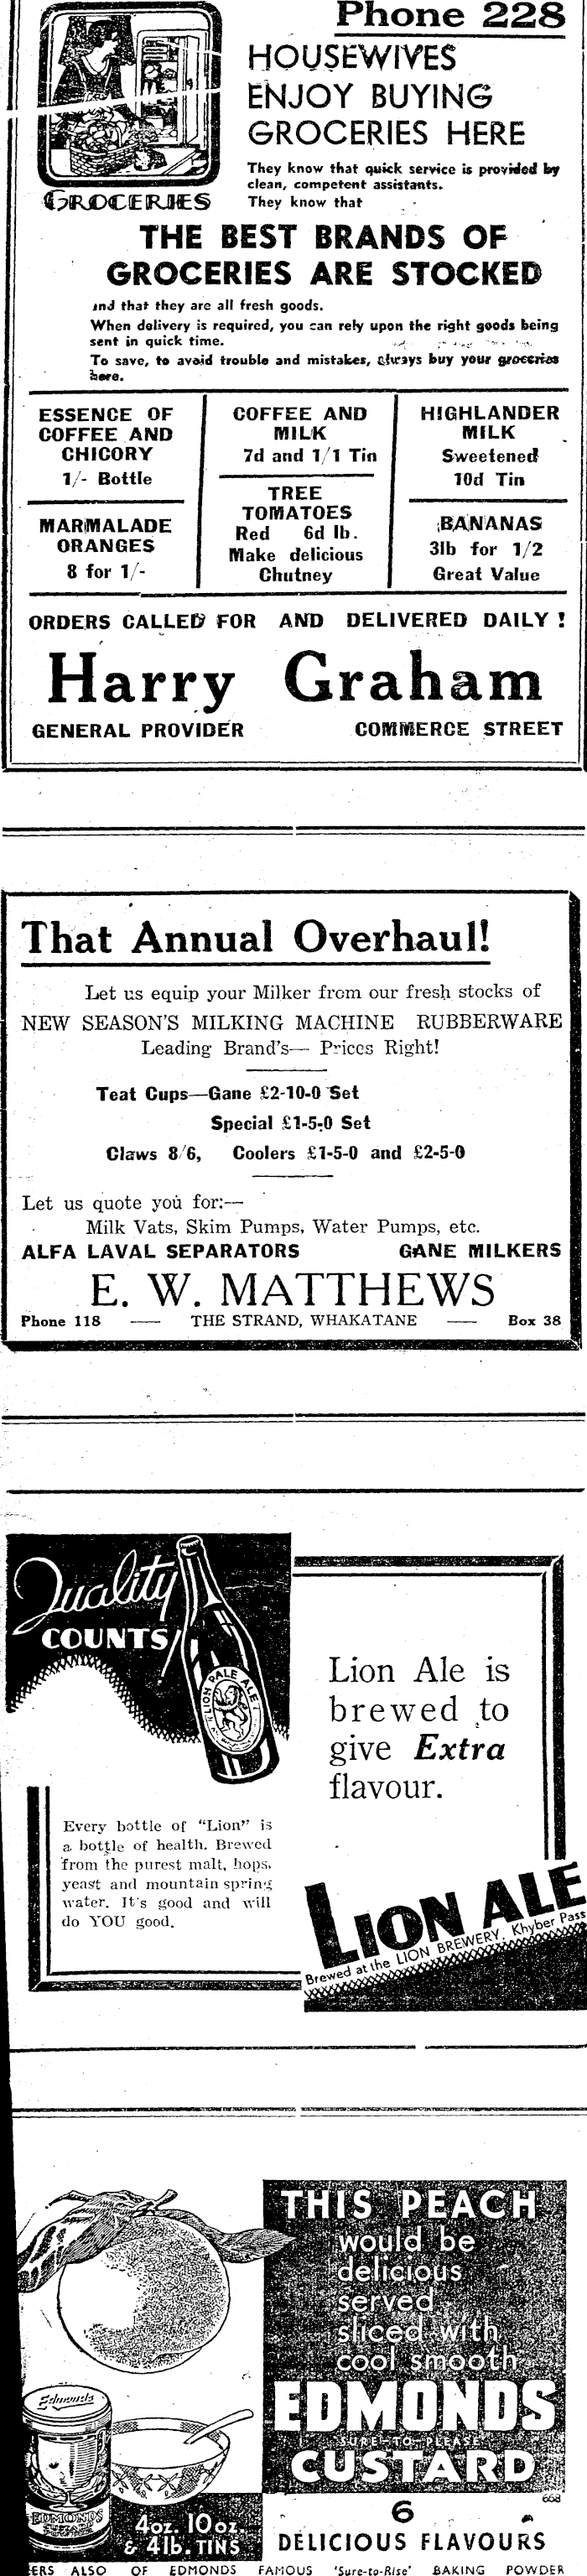 Phone 228
HOUSEWIVES
ENJOY BUYING
GROCERIES HERE
They know that quick service is provided by
clean, competent assistants.
They know that
GROCERIES
THE BEST BRANDS OF
GROCERIES ARE STOCKED
and that they are all fresh goods.
When delivery is required, you can rely upon the right goods being
sent in quick time.
To save, to avoid trouble and mistakes, always buy your groceries
here.
ESSENCE OF
COFFEE AND
CHICORY
1/- Bottle
MARMALADE
ORANGES
8 for 1/-
COFFEE AND
MILK
7d and 1/1 Tin
TREE
TOMATOES
Red 6d lb.
Make delicious
Chutney
HIGHLANDER
MILK
Sweetened
10d Tin
BANANAS
3lb for 1/2
Great Value
ORDERS CALLED FOR AND DELIVERED DAILY !
Harry Graham
GENERAL PROVIDER COMMERCE STREET
That Annual Overhaul!
Let us equip your Milker from our fresh stocks of
NEW SEASON'S MILKING MACHINE RUBBERWARE
Leading Brand's— Prices Right!
Teat Cups—Gane £2-10-0 Set
Special £1-5-0 Set
Claws 8/6, Coolers £1-5-0 and £2-5-0
Let us quote you for:—
Milk Vats, Skim Pumps, Water Pumps, etc.
ALFA LAVAL SEPARATORS GANE MILKERS
E. W. MATTHEWS
Phone 118 — THE STRAND, WHAKATANE — Box 38
Quality
COUNTS
LION PALE ALE
Lion Ale is
brewed to
give Extra
flavour.
Every bottle of "Lion" is
a bottle of health. Brewed
from the purest malt, hops,
yeast and mountain spring
water. It's good and will
do YOU good.
LION ALE
Brewed at the LION BREWERY, Khyber Pass
THIS PEACH
would be
delicious
served
sliced with
cool smooth
EDMONDS
SURE-TO-PLEASE
CUSTARD
Edmonds
EDMONDS
4oz. 10oz.
& 4lb. TINS
668
6
DELICIOUS FLAVOURS
ERS ALSO OF EDMONDS FAMOUS 'Sure-to-Rise' BAKING POWDER